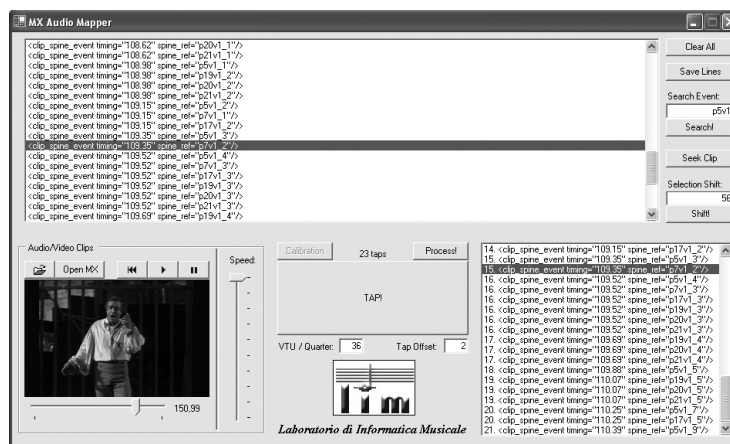 MX Audio Mapper
<clip_spine_event timing="108.62" spine_ref="p20v1_1"/>
<clip_spine_event timing="108.62" spine_ref="p21v1_1"/>
<clip_spine_event timing="108.98" spine_ref="p5v1_1"/>
<clip_spine_event timing="108.98" spine_ref="p19v1_2"/>
<clip_spine_event timing="108.98" spine_ref="p20v1_2"/>
<clip_spine_event timing="108.98" spine_ref="p21v1_2"/>
<clip_spine_event timing="109.15" spine_ref="p5v1_2"/>
<clip_spine_event timing="109.15" spine_ref="p7v1_1"/>
<clip_spine_event timing="109.15" spine_ref="p17v1_2"/>
<clip_spine_event timing="109.35" spine_ref="p5v1_3"/>
<clip_spine_event timing="109.35" spine_ref="p7v1_2"/>
<clip_spine_event timing="109.52" spine_ref="p5v1_4"/>
<clip_spine_event timing="109.52" spine_ref="p7v1_3"/>
<clip_spine_event timing="109.52" spine_ref="p17v1_3"/>
<clip_spine_event timing="109.52" spine_ref="p19v1_3"/>
<clip_spine_event timing="109.52" spine_ref="p20v1_3"/>
<clip_spine_event timing="109.52" spine_ref="p21v1_3"/>
<clip_spine_event timing="109.69" spine_ref="p19v1_4"/>
Clear All
Save Lines
Search Event:
p5v1
Search!
Seek Clip
Selection Shift:
56
Shift!
Audio/Video Clips
Open MX
150,99
Speed:
Calibration
23 taps
Process!
TAP!
VTU / Quarter: 36
Tap Offset: 2
lim
Laboratorio di Informatica Musicale
14. <clip_spine_event timing="109.15" spine_ref="p17v1_2"/>
15. <clip_spine_event timing="109.35" spine_ref="p5v1_3"/>
15. <clip_spine_event timing="109.35" spine_ref="p7v1_2"/>
16. <clip_spine_event timing="109.52" spine_ref="p5v1_4"/>
16. <clip_spine_event timing="109.52" spine_ref="p7v1_3"/>
16. <clip_spine_event timing="109.52" spine_ref="p17v1_3"/>
16. <clip_spine_event timing="109.52" spine_ref="p19v1_3"/>
16. <clip_spine_event timing="109.52" spine_ref="p20v1_3"/>
16. <clip_spine_event timing="109.52" spine_ref="p21v1_3"/>
17. <clip_spine_event timing="109.69" spine_ref="p19v1_4"/>
17. <clip_spine_event timing="109.69" spine_ref="p20v1_4"/>
17. <clip_spine_event timing="109.69" spine_ref="p21v1_4"/>
18. <clip_spine_event timing="109.88" spine_ref="p5v1_5"/>
19. <clip_spine_event timing="110.07" spine_ref="p19v1_5"/>
19. <clip_spine_event timing="110.07" spine_ref="p20v1_5"/>
19. <clip_spine_event timing="110.07" spine_ref="p21v1_5"/>
20. <clip_spine_event timing="110.25" spine_ref="p5v1_7"/>
20. <clip_spine_event timing="110.25" spine_ref="p17v1_5"/>
21. <clip_spine_event timing="110.39" spine_ref="p5v1_9"/>